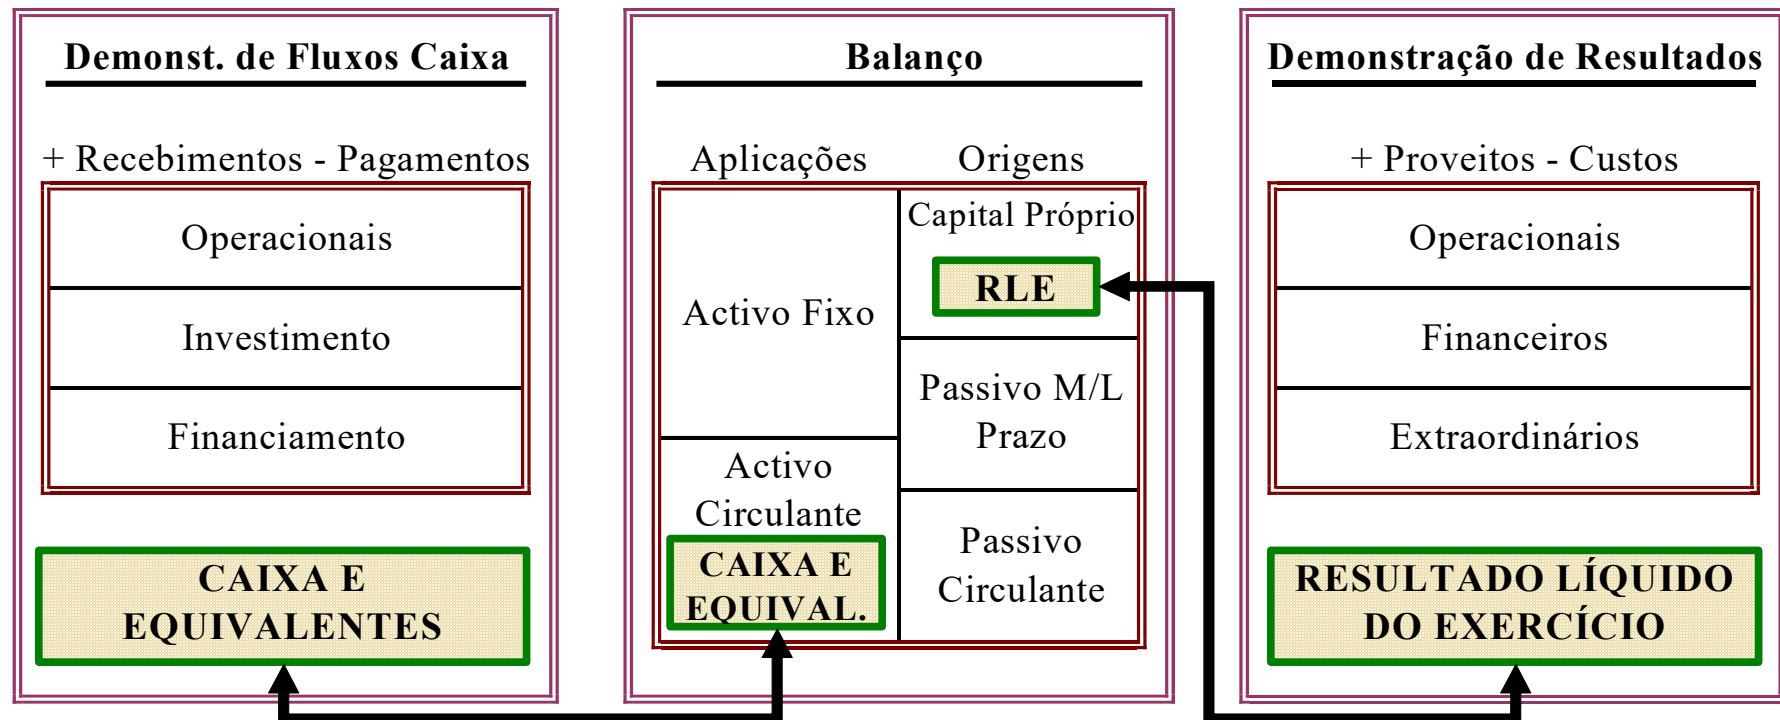 Demonst. de Fluxos Caixa
+ Recebimentos - Pagamentos
Operacionais
Investimento
Financiamento
CAIXA E
EQUIVALENTES
Balanço
Aplicações
Origens
Activo Fixo
Activo
Circulante
CAIXA E
EQUIVAL.
Capital Próprio
RLE
Passivo M/L
Prazo
Passivo
Circulante
Demonstração de Resultados
+ Proveitos - Custos
Operacionais
Financeiros
Extraordinários
RESULTADO LÍQUIDO
DO EXERCÍCIO